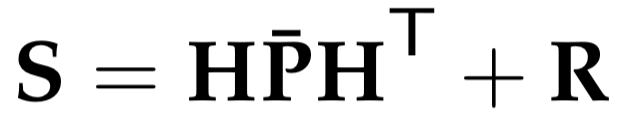 S = HP̄Hᵀ + R